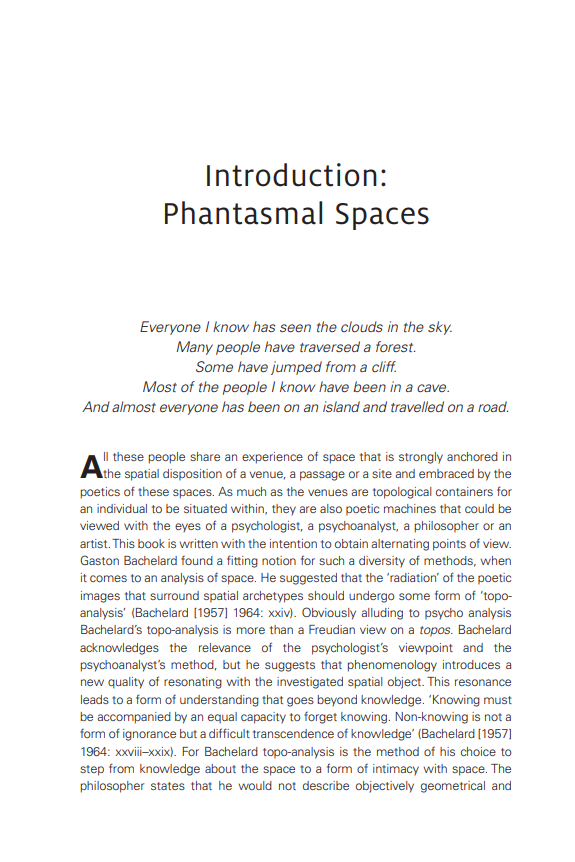 Introduction:
Phantasmal Spaces
Everyone I know has seen the clouds in the sky.
Many people have traversed a forest.
Some have jumped from a cliff.
Most of the people I know have been in a cave.
And almost everyone has been on an island and travelled on a road.
All these people share an experience of space that is strongly anchored in
the spatial disposition of a venue, a passage or a site and embraced by the
poetics of these spaces. As much as the venues are topological containers for
an individual to be situated within, they are also poetic machines that could be
viewed with the eyes of a psychologist, a psychoanalyst, a philosopher or an
artist. This book is written with the intention to obtain alternating points of view.
Gaston Bachelard found a fitting notion for such a diversity of methods, when
it comes to an analysis of space. He suggested that the ‘radiation’ of the poetic
images that surround spatial archetypes should undergo some form of ‘topo-
analysis’ (Bachelard [1957] 1964: xxiv). Obviously alluding to psycho analysis
Bachelard’s topo-analysis is more than a Freudian view on a topos. Bachelard
acknowledges the relevance of the psychologist’s viewpoint and the
psychoanalyst’s method, but he suggests that phenomenology introduces a
new quality of resonating with the investigated spatial object. This resonance
leads to a form of understanding that goes beyond knowledge. ‘Knowing must
be accompanied by an equal capacity to forget knowing. Non-knowing is not a
form of ignorance but a difficult transcendence of knowledge’ (Bachelard [1957]
1964: xxviii–xxix). For Bachelard topo-analysis is the method of his choice to
step from knowledge about the space to a form of intimacy with space. The
philosopher states that he would not describe objectively geometrical and